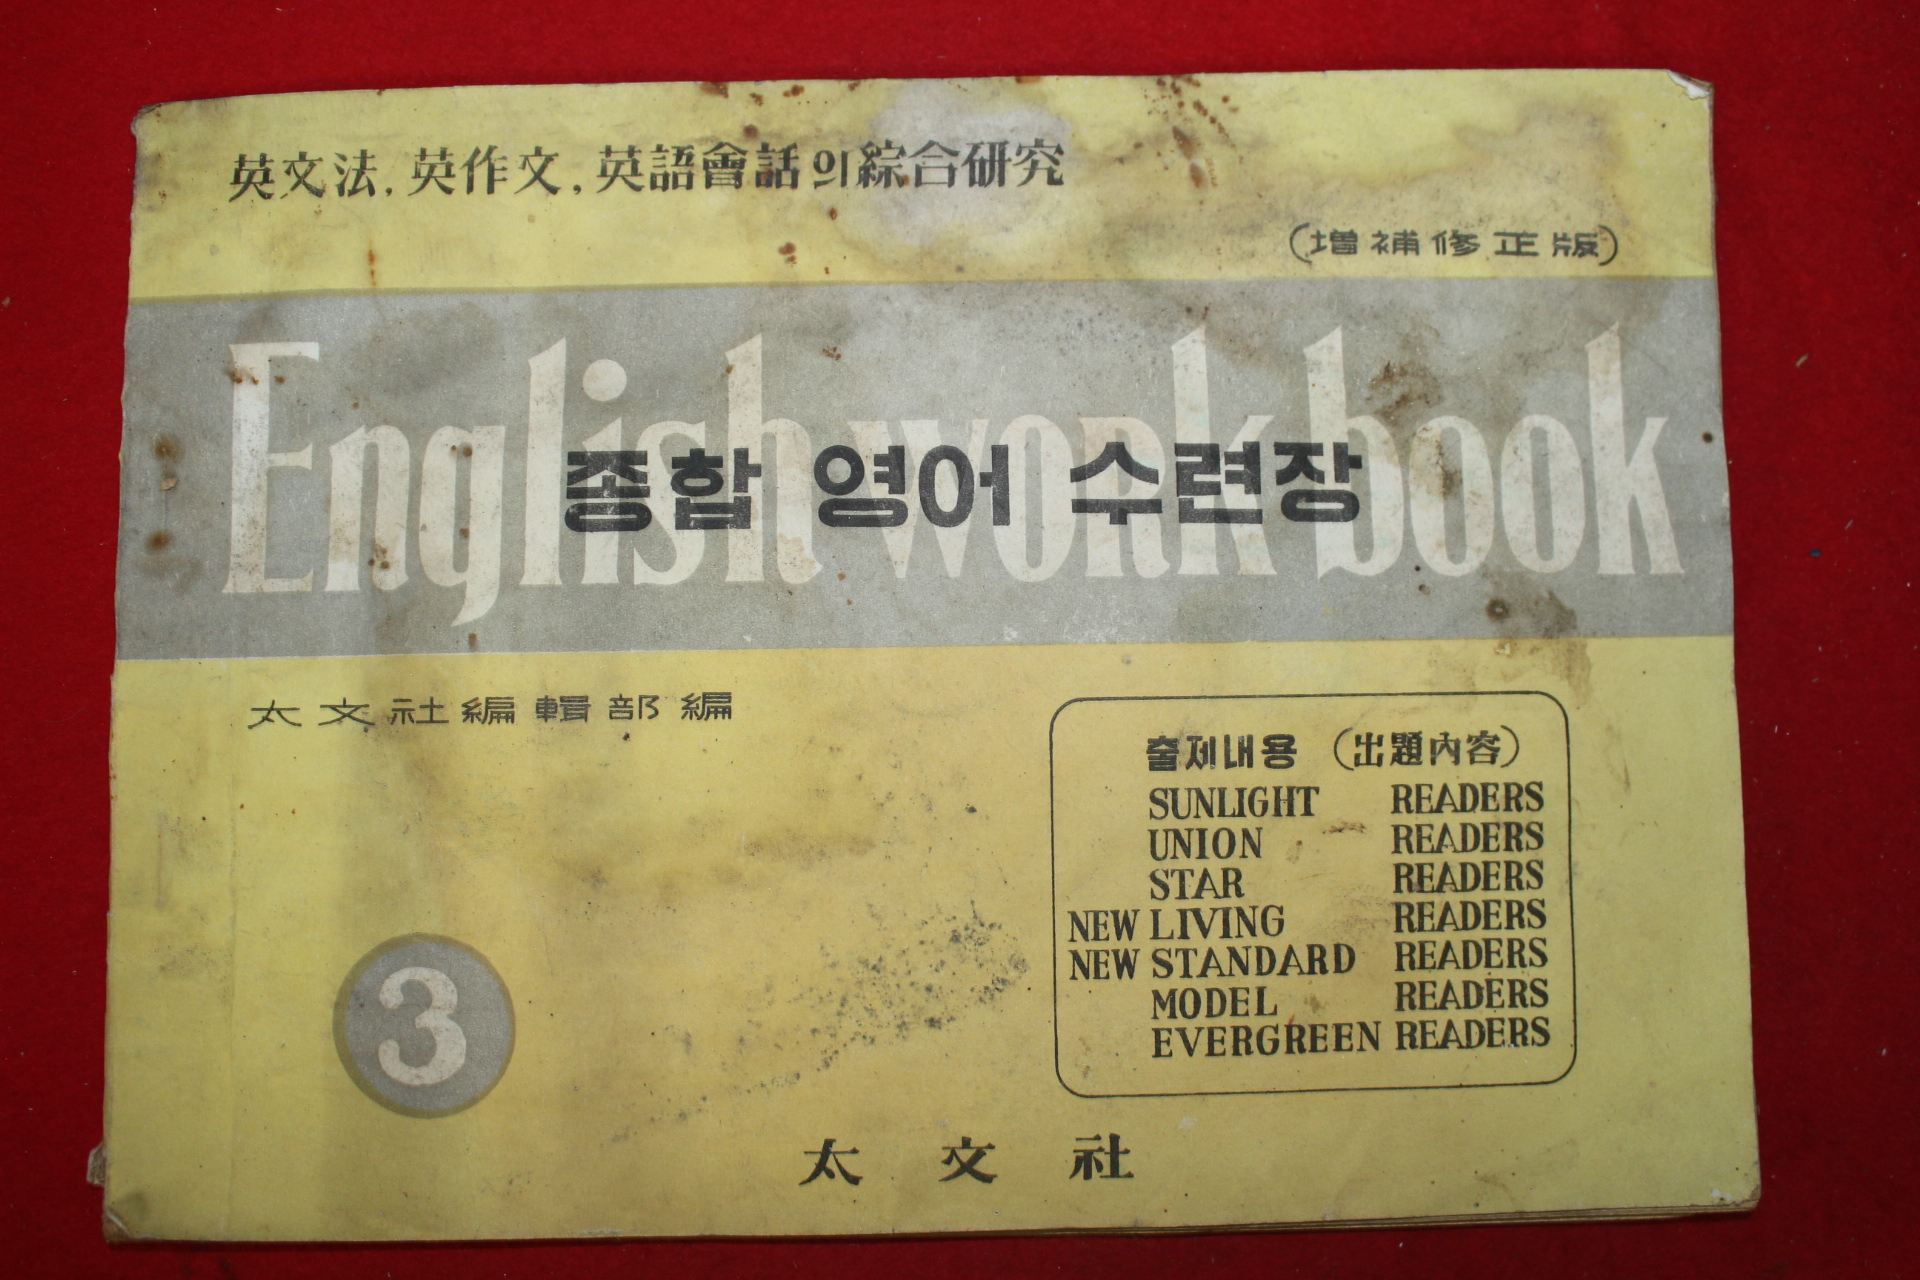 英文法, 英作文, 英語會話의 綜合硏究
(增補修正版)
English work book
종합 영어 수련장
太文社編輯部 編
출제내용 (出題內容)
SUNLIGHT READERS
UNION READERS
STAR READERS
NEW LIVING READERS
NEW STANDARD READERS
MODEL READERS
EVERGREEN READERS
3
太文社